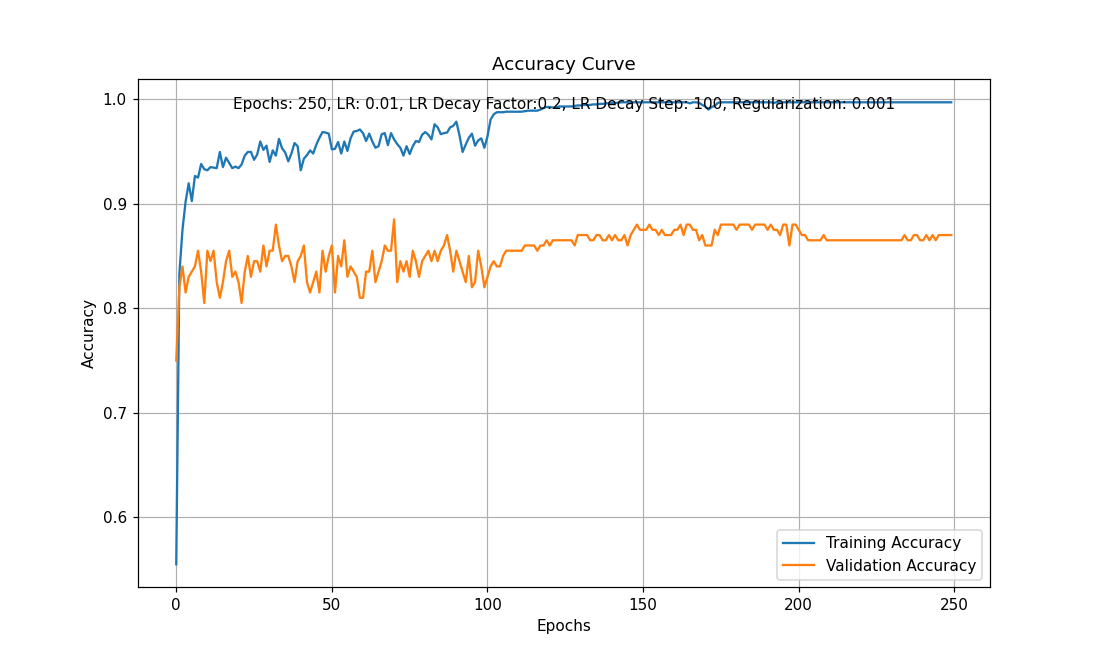 Accuracy Curve
Epochs: 250, LR: 0.01, LR Decay Factor:0.2, LR Decay Step: 100, Regularization: 0.001
1.0
0.9
0.8
0.7
0.6
Accuracy
0 50 100 150 200 250
Epochs
Training Accuracy
Validation Accuracy